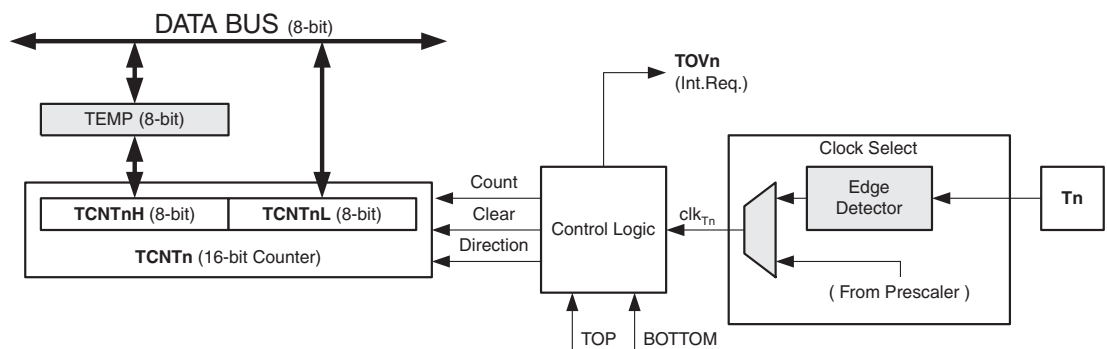 DATA BUS (8-bit)
TOVn
(Int.Req.)
TEMP (8-bit)
Clock Select
Count
Edge
Detector
Tn
TCNTnH (8-bit)
TCNTnL (8-bit)
Clear
Control Logic
clkTn
TCNTn (16-bit Counter)
Direction
( From Prescaler )
TOP
BOTTOM